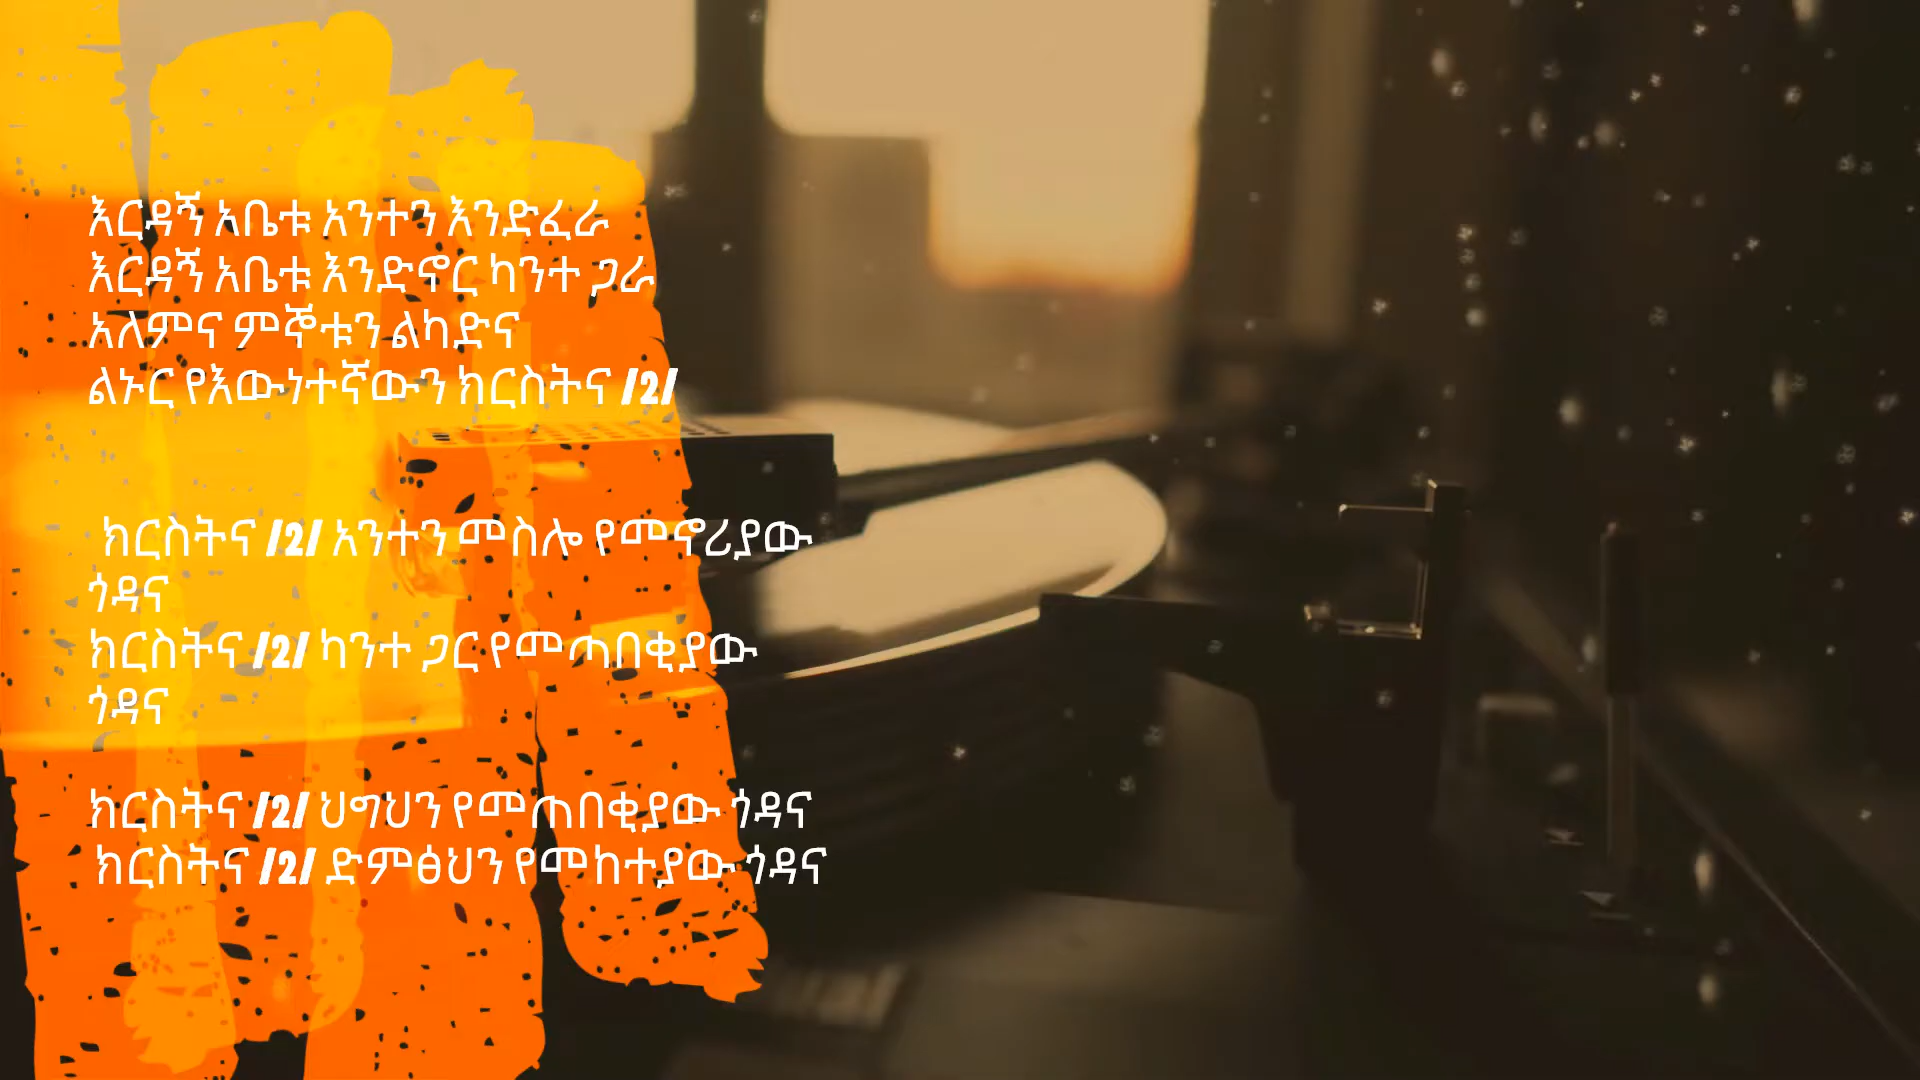 እርዳኝ አቤቱ አንተን እንድፈራ
እርዳኝ አቤቱ እንድኖር ካንተ ጋራ
አለምና ምኞቱን ልካድና
ልኑር የእውነተኛውን ክርስትና /2/
ክርስትና /2/ አንተን መስሎ የመኖሪያው
ጎዳና
ክርስትና /2/ ካንተ ጋር የመጣበቂያው
ጎዳና
ክርስትና /2/ ህግህን የመጠበቂያው ጎዳና
ክርስትና /2/ ድምፅህን የመከተያው ጎዳና